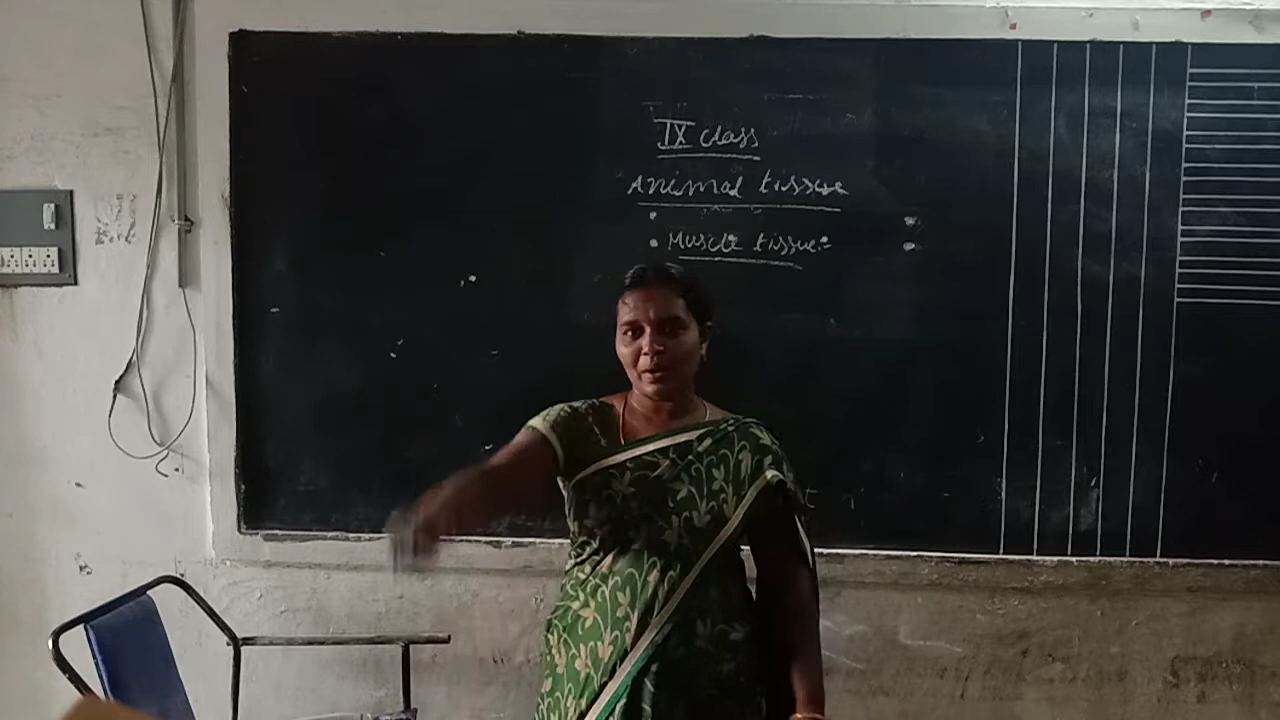 IX class
Animal tissue
• Muscle tissue:-